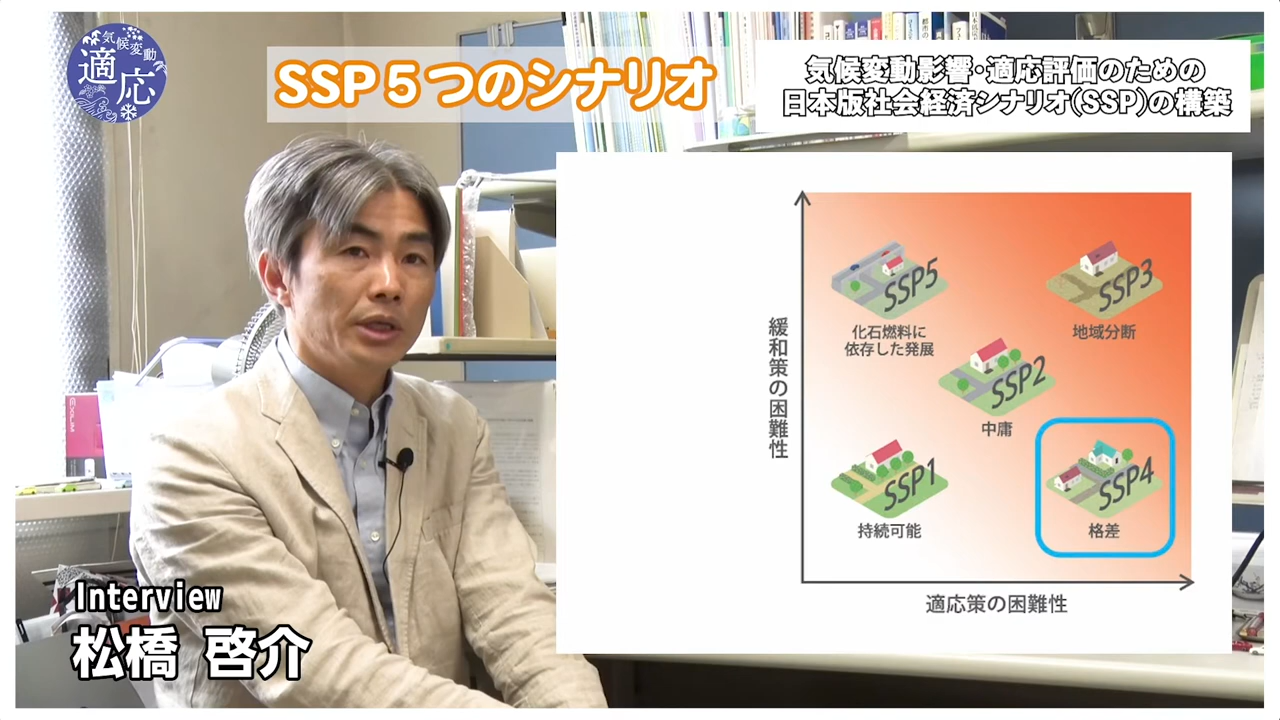 気候変動
適応
SSP5つのシナリオ
気候変動影響・適応評価のための
日本版社会経済シナリオ(SSP)の構築
緩和策の困難性
SSP5
化石燃料に
依存した発展
SSP3
地域分断
SSP2
中庸
SSP1
持続可能
SSP4
格差
適応策の困難性
Interview
松橋 啓介